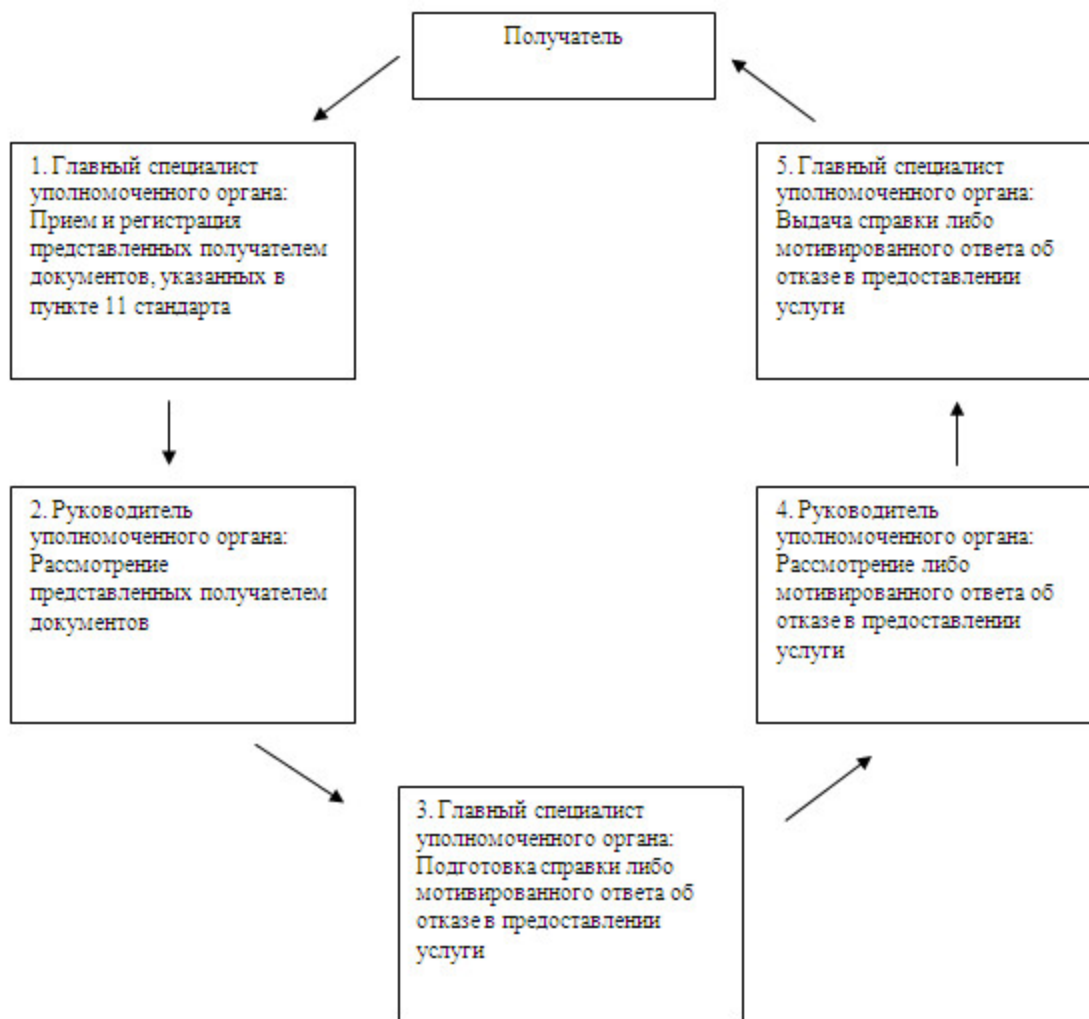 Получатель
1. Главный специалист
уполномоченного органа:
Прием и регистрация
представленных получателем
документов, указанных в
пункте 11 стандарта
2. Руководитель
уполномоченного органа:
Рассмотрение
представленных получателем
документов
3. Главный специалист
уполномоченного органа:
Подготовка справки либо
мотивированного ответа об
отказе в предоставлении
услуги
4. Руководитель
уполномоченного органа:
Рассмотрение либо
мотивированного ответа об
отказе в предоставлении
услуги
5. Главный специалист
уполномоченного органа:
Выдача справки либо
мотивированного ответа об
отказе в предоставлении
услуги